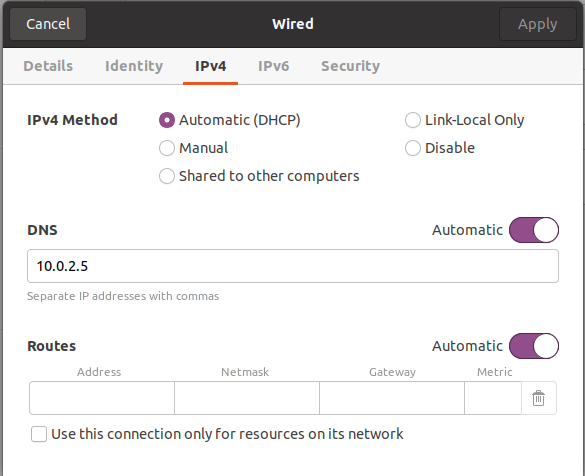 Cancel Wired Apply
Details Identity IPv4 IPv6 Security
IPv4 Method Automatic (DHCP) Link-Local Only
Manual Disable
Shared to other computers
DNS Automatic
10.0.2.5
Separate IP addresses with commas
Routes Automatic
Address Netmask Gateway Metric
Use this connection only for resources on its network